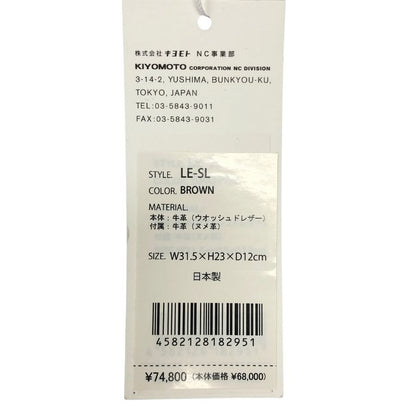 株式会社 キヨモト NC事業部
KIYOMOTO CORPORATION NC DIVISION
3-14-2, YUSHIMA, BUNKYOU-KU,
TOKYO, JAPAN
TEL:03-5843-9011
FAX:03-5843-9031
STYLE. LE-SL
COLOR. BROWN
MATERIAL.
本体：牛革（ウオッシュドレザー）
付属：牛革（ヌメ革）
SIZE. W31.5×H23×D12cm
日本製
4582128182951
¥74,800（本体価格 ¥68,000）